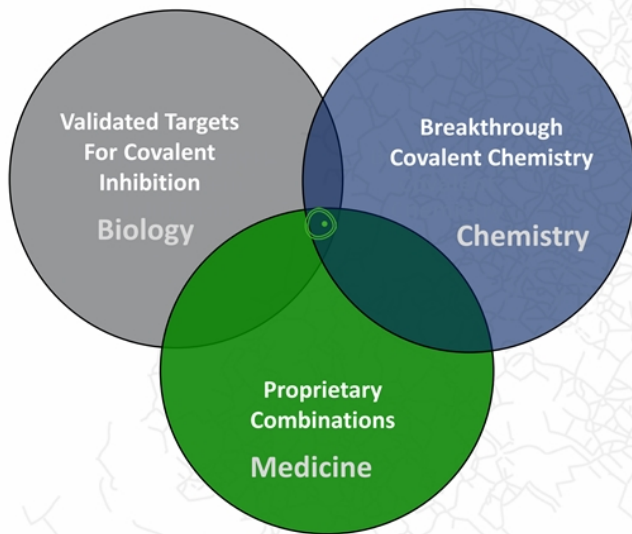 Validated Targets
For Covalent
Inhibition
Biology
Breakthrough
Covalent Chemistry
Chemistry
Proprietary
Combinations
Medicine